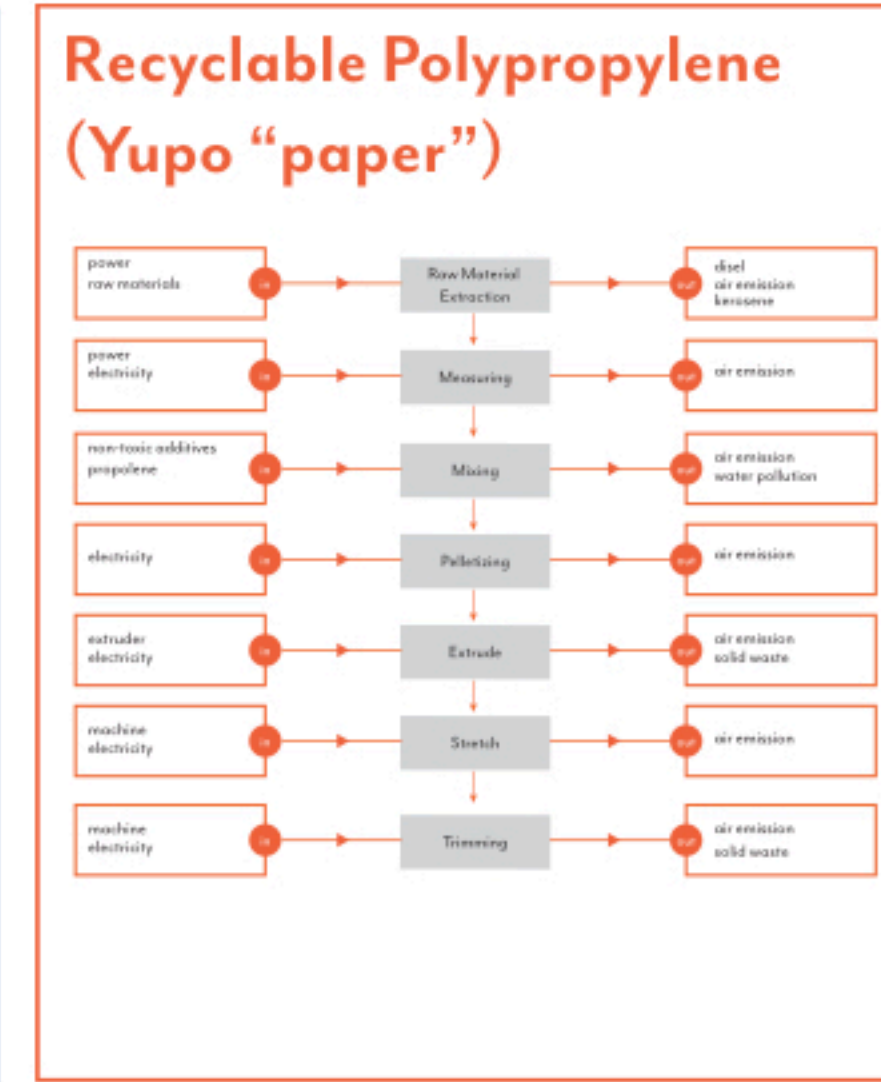 Recyclable Polypropylene
(Yupo “paper”)
power
raw materials
in
Raw Material
Extraction
out
disel
air emission
kerosene
power
electricity
in
Measuring
out
air emission
non-toxic additives
propolene
in
Mixing
out
air emission
water pollution
electricity
in
Pelletizing
out
air emission
extruder
electricity
in
Extrude
out
air emission
solid waste
machine
electricity
in
Stretch
out
air emission
machine
electricity
in
Trimming
out
air emission
solid waste